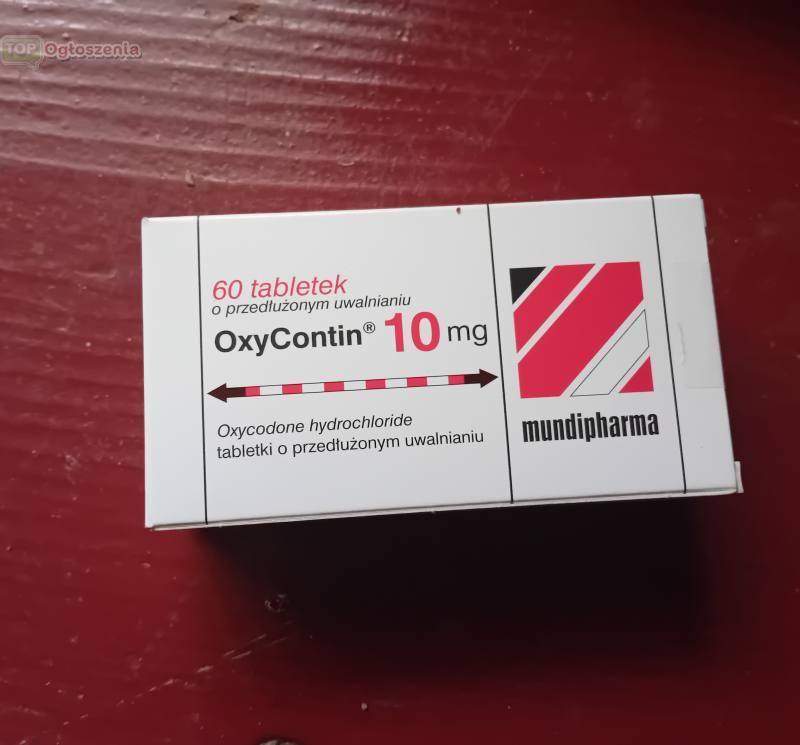 TOP Ogłoszenia
60 tabletek
o przedłużonym uwalnianiu
OxyContin® 10 mg
Oxycodone hydrochloride
tabletki o przedłużonym uwalnianiu
mundipharma